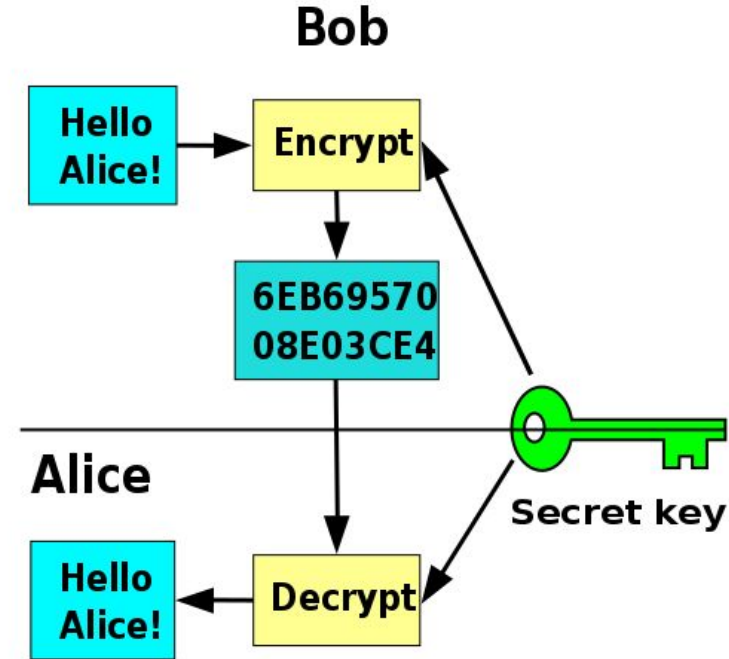 Bob
Hello
Alice!
Encrypt
6EB69570
08E03CE4
Alice
Secret key
Hello
Alice!
Decrypt